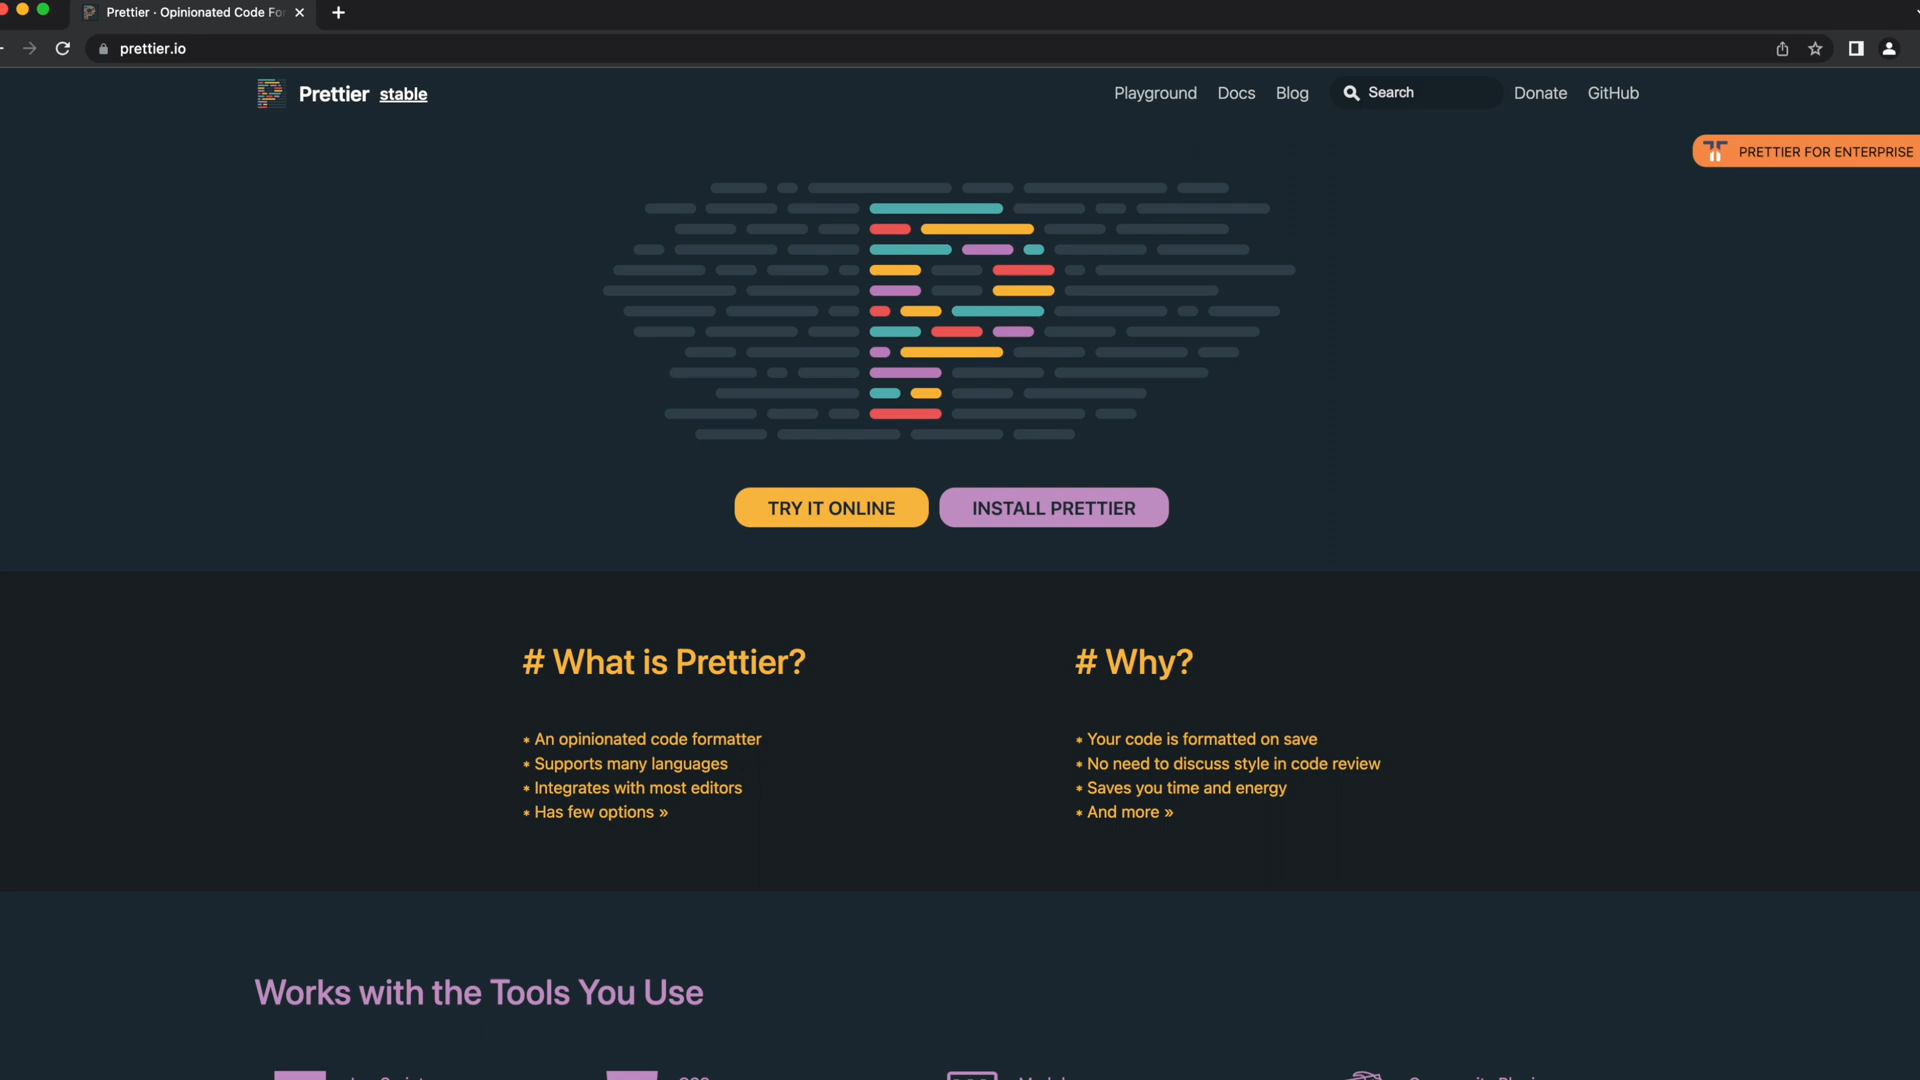 Prettier · Opinionated Code For
prettier.io
Prettier stable
Playground Docs Blog Search Donate GitHub
PRETTIER FOR ENTERPRISE
TRY IT ONLINE INSTALL PRETTIER
# What is Prettier?
* An opinionated code formatter
* Supports many languages
* Integrates with most editors
* Has few options »
# Why?
* Your code is formatted on save
* No need to discuss style in code review
* Saves you time and energy
* And more »
Works with the Tools You Use